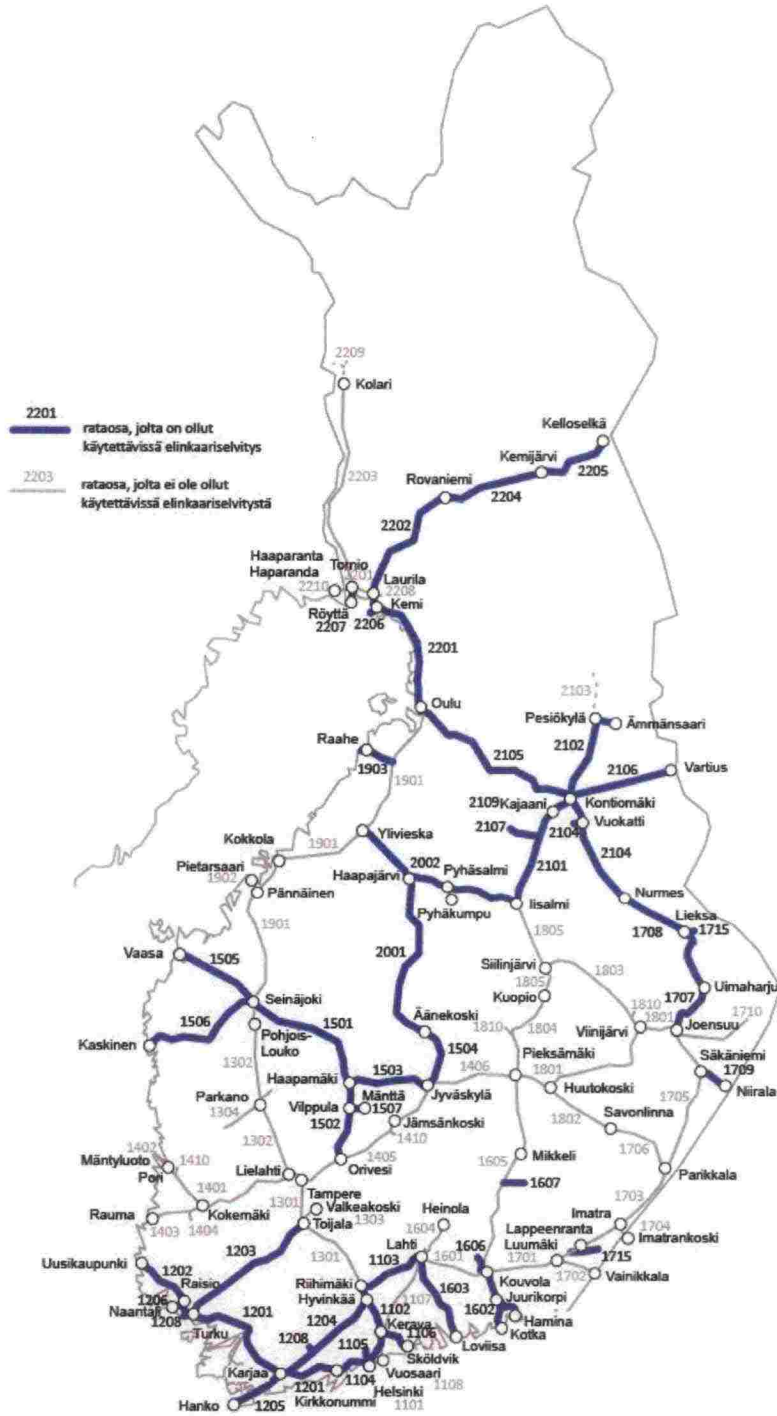 2209
Kolari
2201
rataosa, jolta on ollut
käytettävissä elinkaariselvitys
Kelloselkä
Kemijärvi
2205
2203
rataosa, jolta ei ole ollut
käytettävissä elinkaariselvitystä
2203
Rovaniemi
2204
2202
Haaparanta
Haparanda
Tornio
2201
2210
Laurila
2208
Kemi
Röyttä
2207
2206
2201
2103
Oulu
Pesiökylä
Ämmänsaari
2102
Raahe
1903
1901
2105
2106
Vartius
2109
Kajaani
Kontiomäki
2107
2104
Vuokatti
Kokkola
1901
Ylivieska
2104
2101
Pietarsaari
1902
Pännäinen
Haapajärvi
2002
Pyhäsalmi
Pyhäkumpu
Iisalmi
Nurmes
Lieksa
1708
1715
1901
1805
Vaasa
1505
2001
Siilinjärvi
1805
1803
Kuopio
Uimaharju
1707
Seinäjoki
1501
1506
Kaskinen
Pohjois-
Louko
Äänekoski
1504
1810
1804
1810
1801
1710
Viinijärvi
Joensuu
1302
Haapamäki
1503
1406
Pieksämäki
1801
Säkäniemi
1709
Niirala
Parkano
1304
Vilppula
Mänttä
1507
1502
Jyväskylä
Huutokoski
1705
1802
Savonlinna
Jämsänkoski
1410
1405
1402
1410
Mäntyluoto
Pori
1302
Lielahti
Orivesi
1605
Mikkeli
1706
Parikkala
1607
1401
Tampere
1301
Valkeakoski
1303
Heinola
1604
1703
Rauma
1403
1404
Kokemäki
Toijala
Imatra
1704
Imatrankoski
Lappeenranta
Luumäki
1715
Uusikaupunki
1203
1301
Lahti
1601
1606
1701
1702
Vainikkala
1202
Raisio
1103
Kouvola
1206
Naantali
1208
Turku
1201
Riihimäki
Hyvinkää
1107
1603
Juurikorpi
1602
Hamina
Kotka
1204
1102
Kerava
1208
1105
1106
Sköldvik
Loviisa
Karjaa
1201
1104
Vuosaari
1108
Kirkkonummi
Helsinki
1101
Hanko
1205